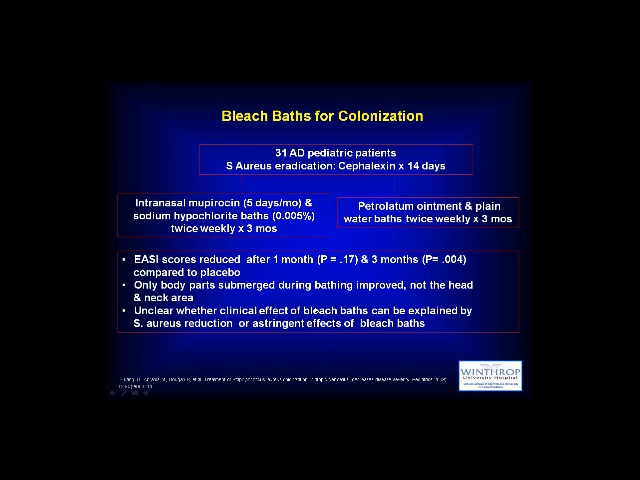 Bleach Baths for Colonization
31 AD pediatric patients
S Aureus eradication: Cephalexin x 14 days
Intranasal mupirocin (5 days/mo) &
sodium hypochlorite baths (0.005%)
twice weekly x 3 mos
Petrolatum ointment & plain
water baths twice weekly x 3 mos
• EASI scores reduced after 1 month (P = .17) & 3 months (P= .004)
compared to placebo
• Only body parts submerged during bathing improved, not the head
& neck area
• Unclear whether clinical effect of bleach baths can be explained by
S. aureus reduction or astringent effects of bleach baths
WINTHROP
University Hospital